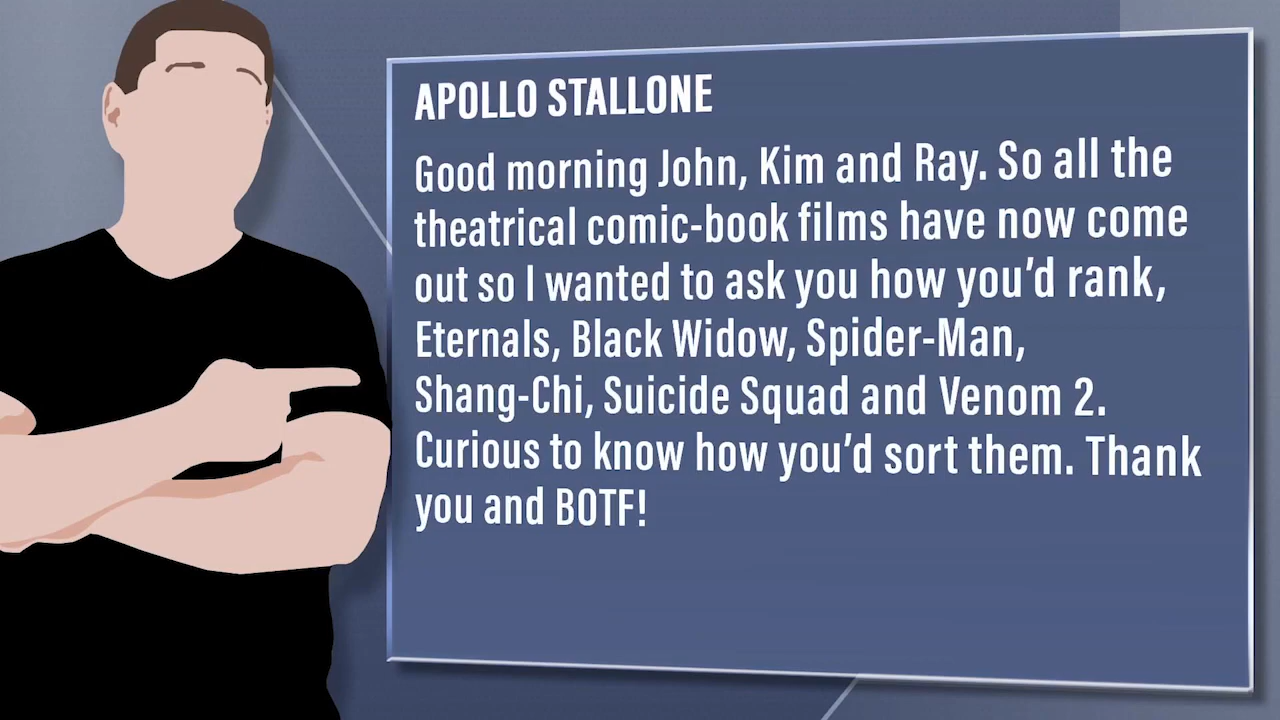 APOLLO STALLONE
Good morning John, Kim and Ray. So all the
theatrical comic-book films have now come
out so I wanted to ask you how you’d rank,
Eternals, Black Widow, Spider-Man,
Shang-Chi, Suicide Squad and Venom 2.
Curious to know how you’d sort them. Thank
you and BOTF!